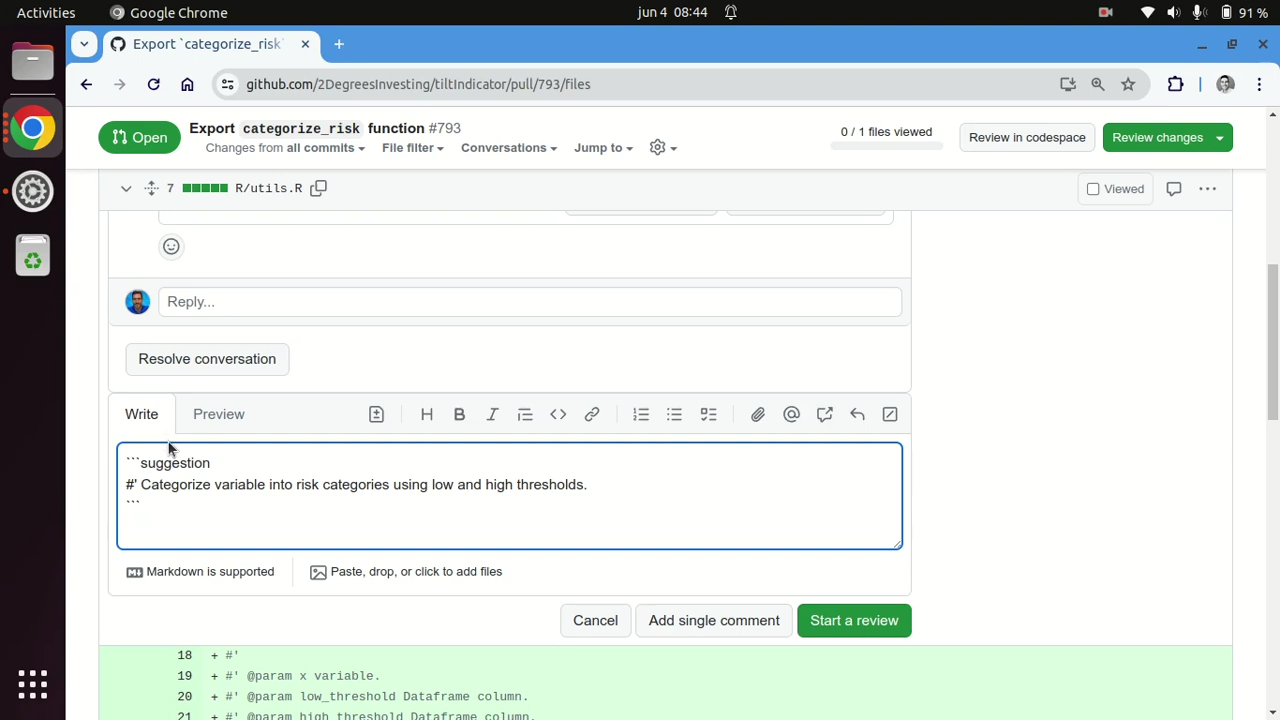 Activities
Google Chrome
jun 4 08:44
91 %
Export `categorize_risk`
github.com/2DegreesInvesting/tiltIndicator/pull/793/files
Open
Export categorize_risk function #793
Changes from all commits
File filter
Conversations
Jump to
0 / 1 files viewed
Review in codespace
Review changes
7
R/utils.R
Viewed
Reply...
Resolve conversation
Write
Preview
```suggestion
#' Categorize variable into risk categories using low and high thresholds.
```
Markdown is supported
Paste, drop, or click to add files
Cancel
Add single comment
Start a review
18 + #'
19 + #' @param x variable.
20 + #' @param low_threshold Dataframe column.
21 + #' @param high_threshold Dataframe column.